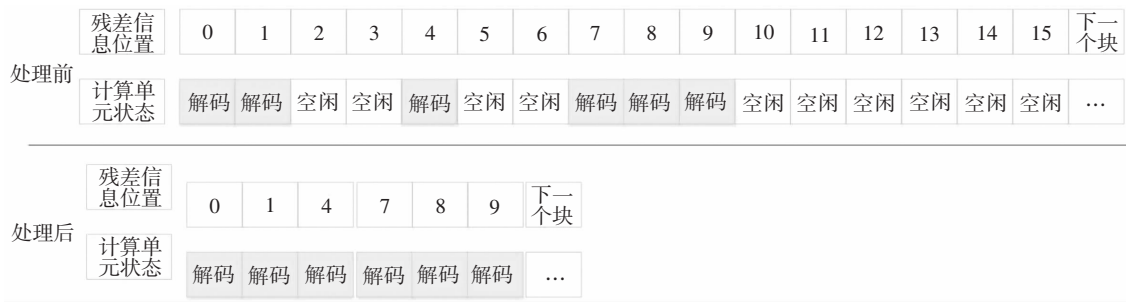 残差信
息位置
0 1 2 3 4 5 6 7 8 9 10 11 12 13 14 15 下一
个块
处理前
计算单
元状态
解码 解码 空闲 空闲 解码 空闲 空闲 解码 解码 解码 空闲 空闲 空闲 空闲 空闲 空闲 …
残差信
息位置
0 1 4 7 8 9 下一
个块
处理后
计算单
元状态
解码 解码 解码 解码 解码 解码 …